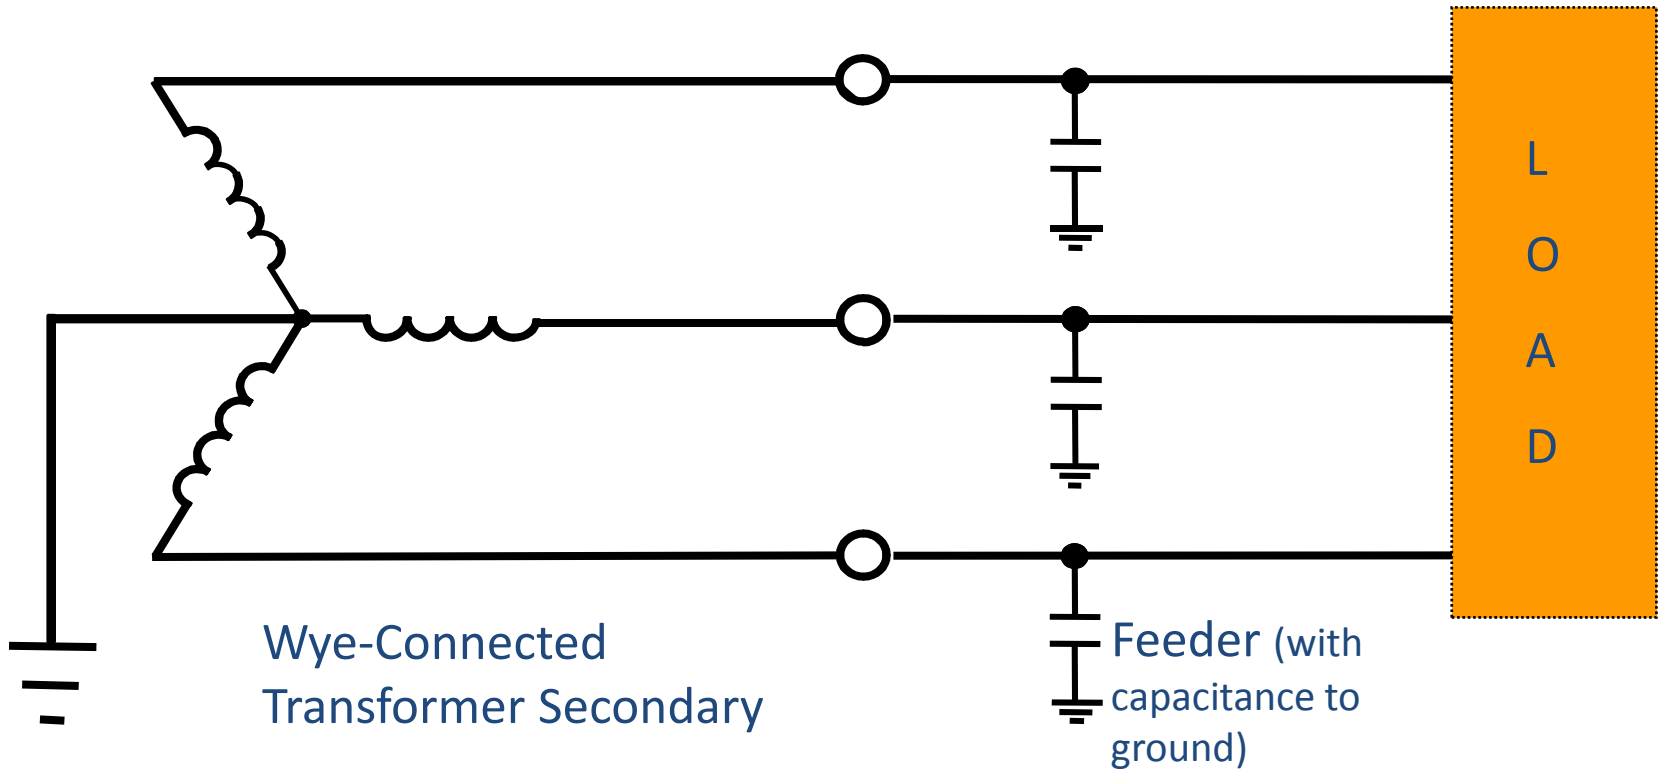 L
O
A
D
Wye-Connected
Transformer Secondary
Feeder (with
capacitance to
ground)